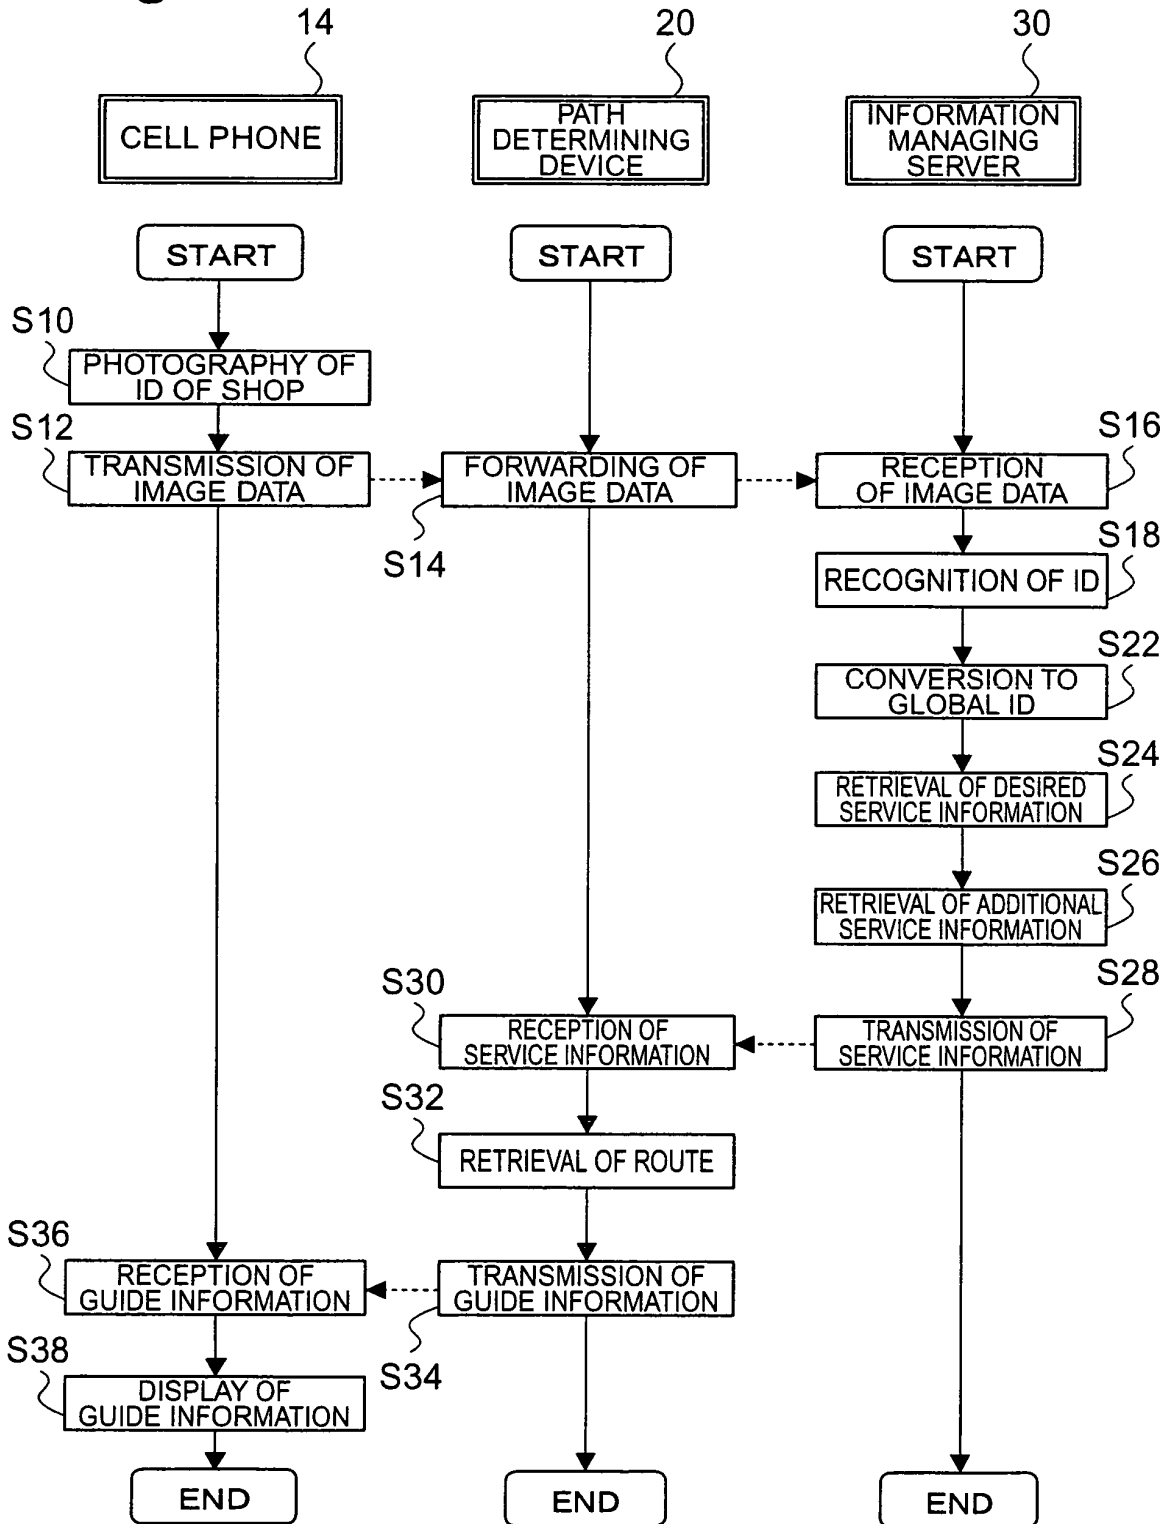 14
20
30
CELL PHONE
PATH
DETERMINING
DEVICE
INFORMATION
MANAGING
SERVER
START
START
START
S10
PHOTOGRAPHY OF
ID OF SHOP
S12
TRANSMISSION OF
IMAGE DATA
FORWARDING OF
IMAGE DATA
S14
RECEPTION
OF IMAGE DATA
S16
RECOGNITION OF ID
S18
CONVERSION TO
GLOBAL ID
S22
RETRIEVAL OF DESIRED
SERVICE INFORMATION
S24
RETRIEVAL OF ADDITIONAL
SERVICE INFORMATION
S26
TRANSMISSION OF
SERVICE INFORMATION
S28
S30
RECEPTION OF
SERVICE INFORMATION
S32
RETRIEVAL OF ROUTE
TRANSMISSION OF
GUIDE INFORMATION
S34
S36
RECEPTION OF
GUIDE INFORMATION
S38
DISPLAY OF
GUIDE INFORMATION
END
END
END